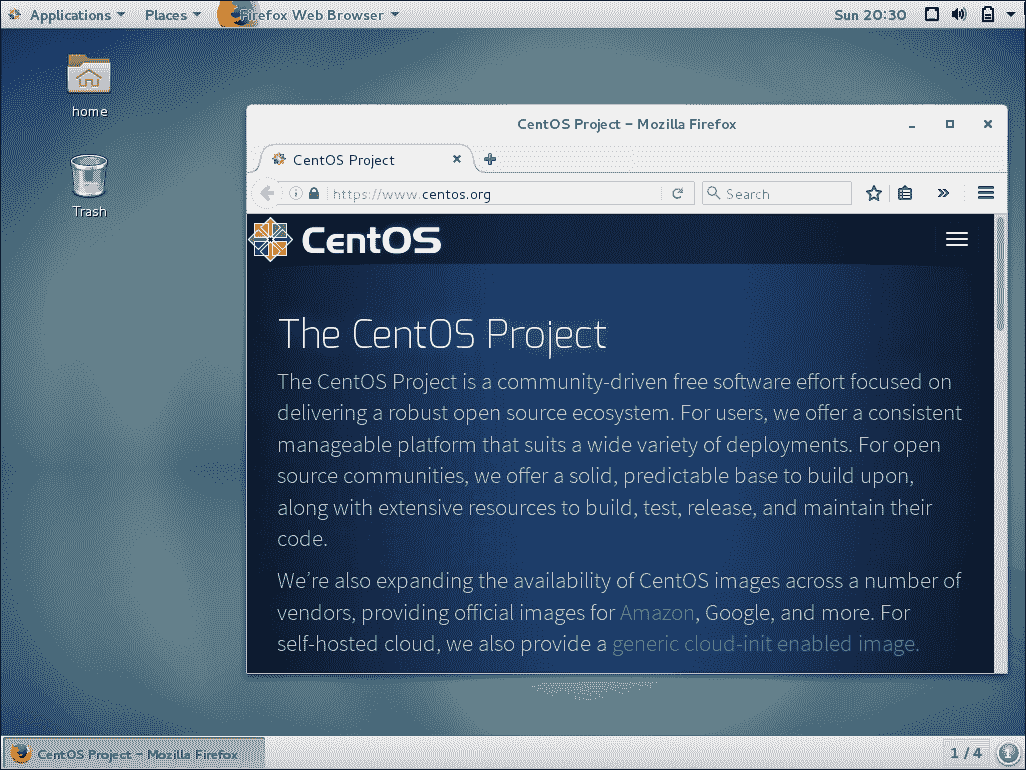 Applications Places Firefox Web Browser Sun 20:30
home
Trash
CentOS Project – Mozilla Firefox
CentOS Project
https://www.centos.org Search
CentOS
The CentOS Project
The CentOS Project is a community-driven free software effort focused on
delivering a robust open source ecosystem. For users, we offer a consistent
manageable platform that suits a wide variety of deployments. For open
source communities, we offer a solid, predictable base to build upon,
along with extensive resources to build, test, release, and maintain their
code.
We’re also expanding the availability of CentOS images across a number of
vendors, providing official images for Amazon, Google, and more. For
self-hosted cloud, we also provide a generic cloud-init enabled image.
CentOS Project – Mozilla Firefox 1 / 4 1